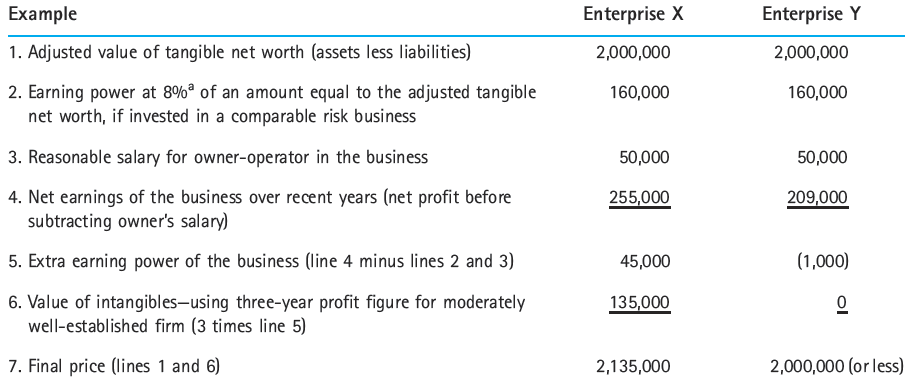 Example Enterprise X Enterprise Y
1. Adjusted value of tangible net worth (assets less liabilities) 2,000,000 2,000,000
2. Earning power at 8%ᵃ of an amount equal to the adjusted tangible 160,000 160,000
net worth, if invested in a comparable risk business
3. Reasonable salary for owner-operator in the business 50,000 50,000
4. Net earnings of the business over recent years (net profit before 255,000 209,000
subtracting owner’s salary)
5. Extra earning power of the business (line 4 minus lines 2 and 3) 45,000 (1,000)
6. Value of intangibles—using three-year profit figure for moderately 135,000 0
well-established firm (3 times line 5)
7. Final price (lines 1 and 6) 2,135,000 2,000,000 (or less)